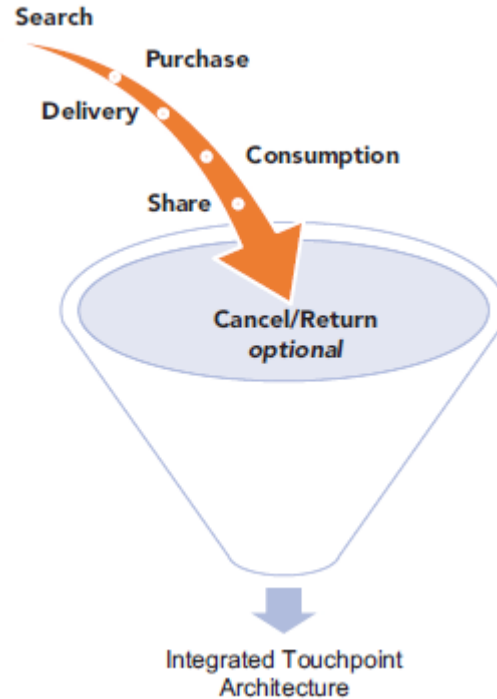 Search
Purchase
Delivery
Consumption
Share
Cancel/Return
optional
Integrated Touchpoint
Architecture